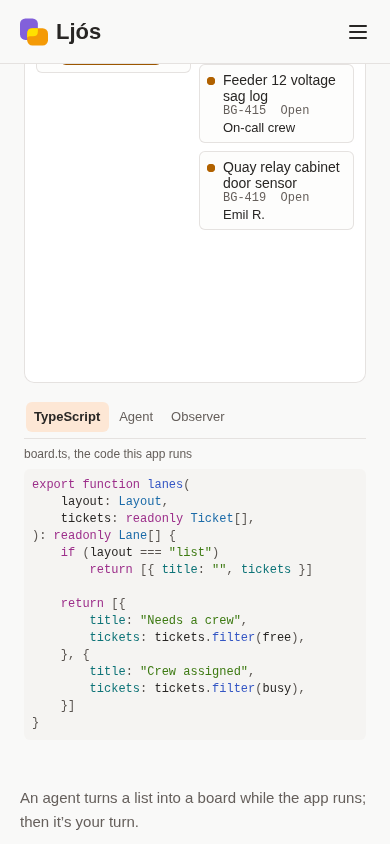 Ljós
Feeder 12 voltage
sag log
BG-415 Open
On-call crew
Quay relay cabinet
door sensor
BG-419 Open
Emil R.
TypeScript Agent Observer
board.ts, the code this app runs
export function lanes(
    layout: Layout,
    tickets: readonly Ticket[],
): readonly Lane[] {
    if (layout === "list")
        return [{ title: "", tickets }]
    return [{
        title: "Needs a crew",
        tickets: tickets.filter(free),
    }, {
        title: "Crew assigned",
        tickets: tickets.filter(busy),
    }]
}
An agent turns a list into a board while the app runs;
then it's your turn.